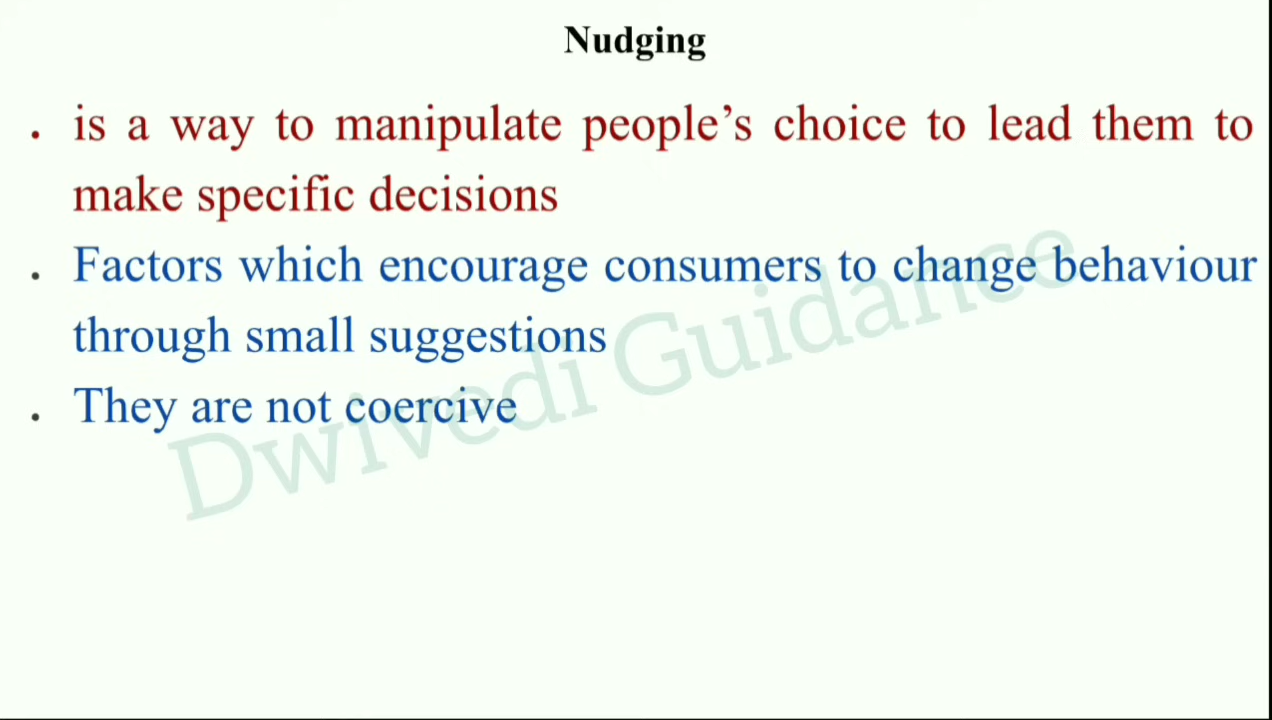 Nudging
. is a way to manipulate people’s choice to lead them to
make specific decisions
. Factors which encourage consumers to change behaviour
through small suggestions
. They are not coercive
Dwivedi Guidance